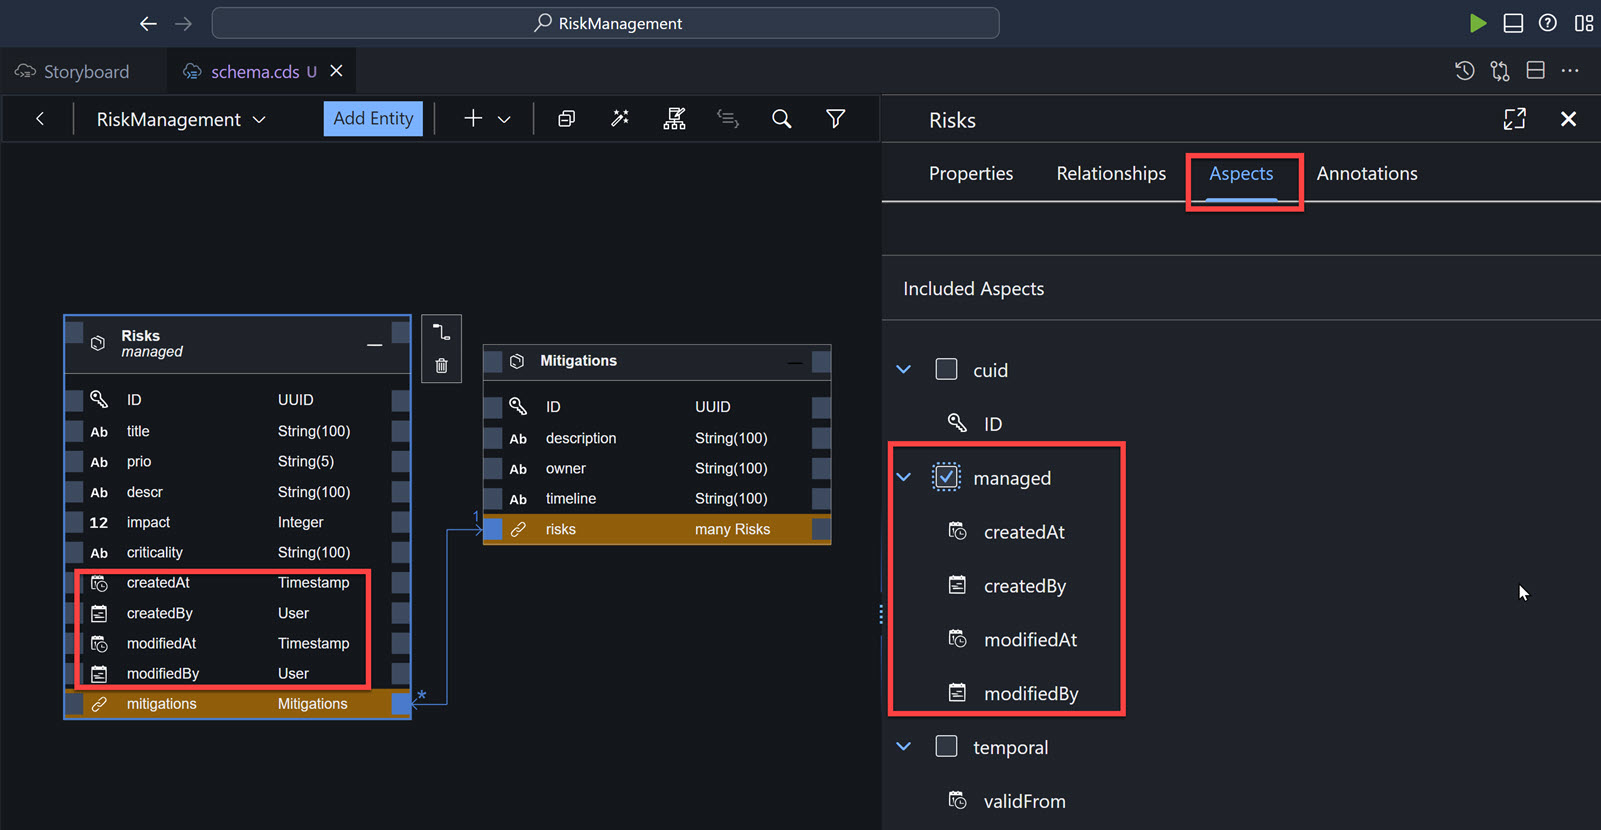 RiskManagement
Storyboard
schema.cds U
RiskManagement
Add Entity
Risks
Properties Relationships Aspects Annotations
Included Aspects
Risks
managed
ID UUID
Ab title String(100)
Ab prio String(5)
Ab descr String(100)
12 impact Integer
Ab criticality String(100)
createdAt Timestamp
createdBy User
modifiedAt Timestamp
modifiedBy User
mitigations Mitigations
*
1
Mitigations
ID UUID
Ab description String(100)
Ab owner String(100)
Ab timeline String(100)
risks many Risks
cuid
ID
managed
createdAt
createdBy
modifiedAt
modifiedBy
temporal
validFrom